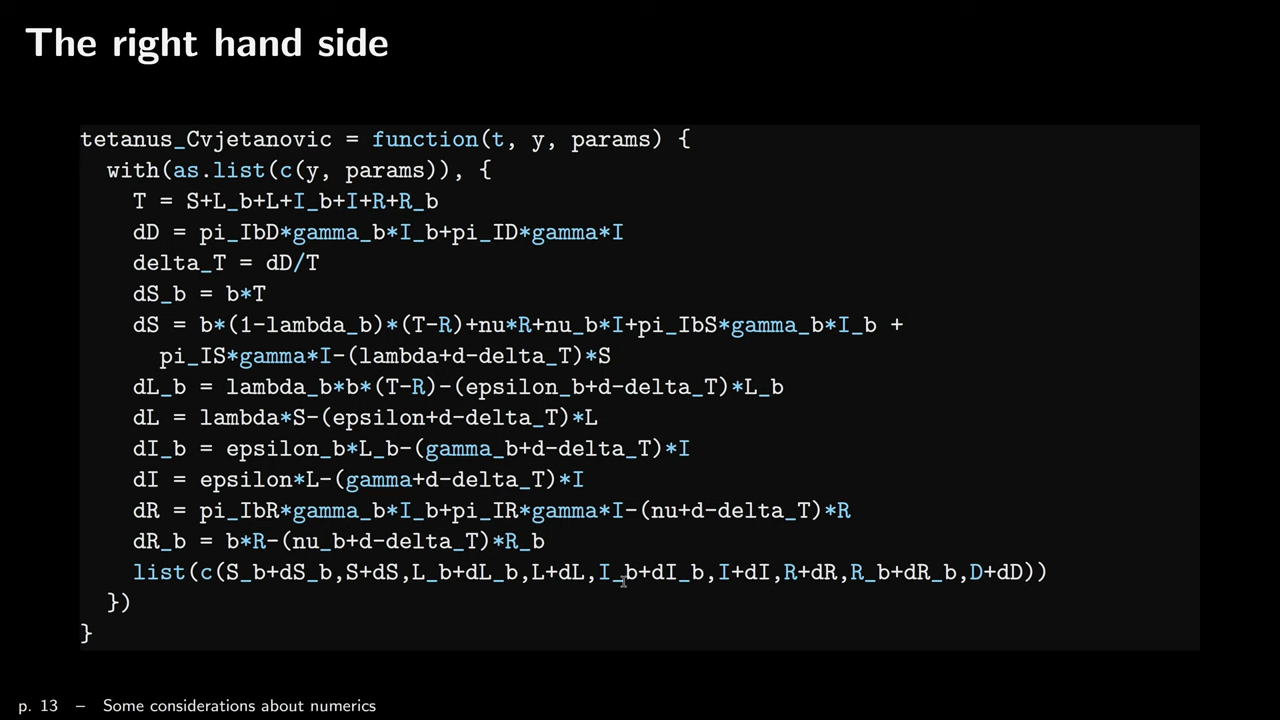 The right hand side
tetanus_Cvjetanovic = function(t, y, params) {
with(as.list(c(y, params)), {
T = S+L_b+L+I_b+I+R+R_b
dD = pi_IbD*gamma_b*I_b+pi_ID*gamma*I
delta_T = dD/T
dS_b = b*T
dS = b*(1-lambda_b)*(T-R)+nu*R+nu_b*I+pi_IbS*gamma_b*I_b +
pi_IS*gamma*I-(lambda+d-delta_T)*S
dL_b = lambda_b*b*(T-R)-(epsilon_b+d-delta_T)*L_b
dL = lambda*S-(epsilon+d-delta_T)*L
dI_b = epsilon_b*L_b-(gamma_b+d-delta_T)*I
dI = epsilon*L-(gamma+d-delta_T)*I
dR = pi_IbR*gamma_b*I_b+pi_IR*gamma*I-(nu+d-delta_T)*R
dR_b = b*R-(nu_b+d-delta_T)*R_b
list(c(S_b+dS_b,S+dS,L_b+dL_b,L+dL,I_b+dI_b,I+dI,R+dR,R_b+dR_b,D+dD))
})
}
p. 13 – Some considerations about numerics